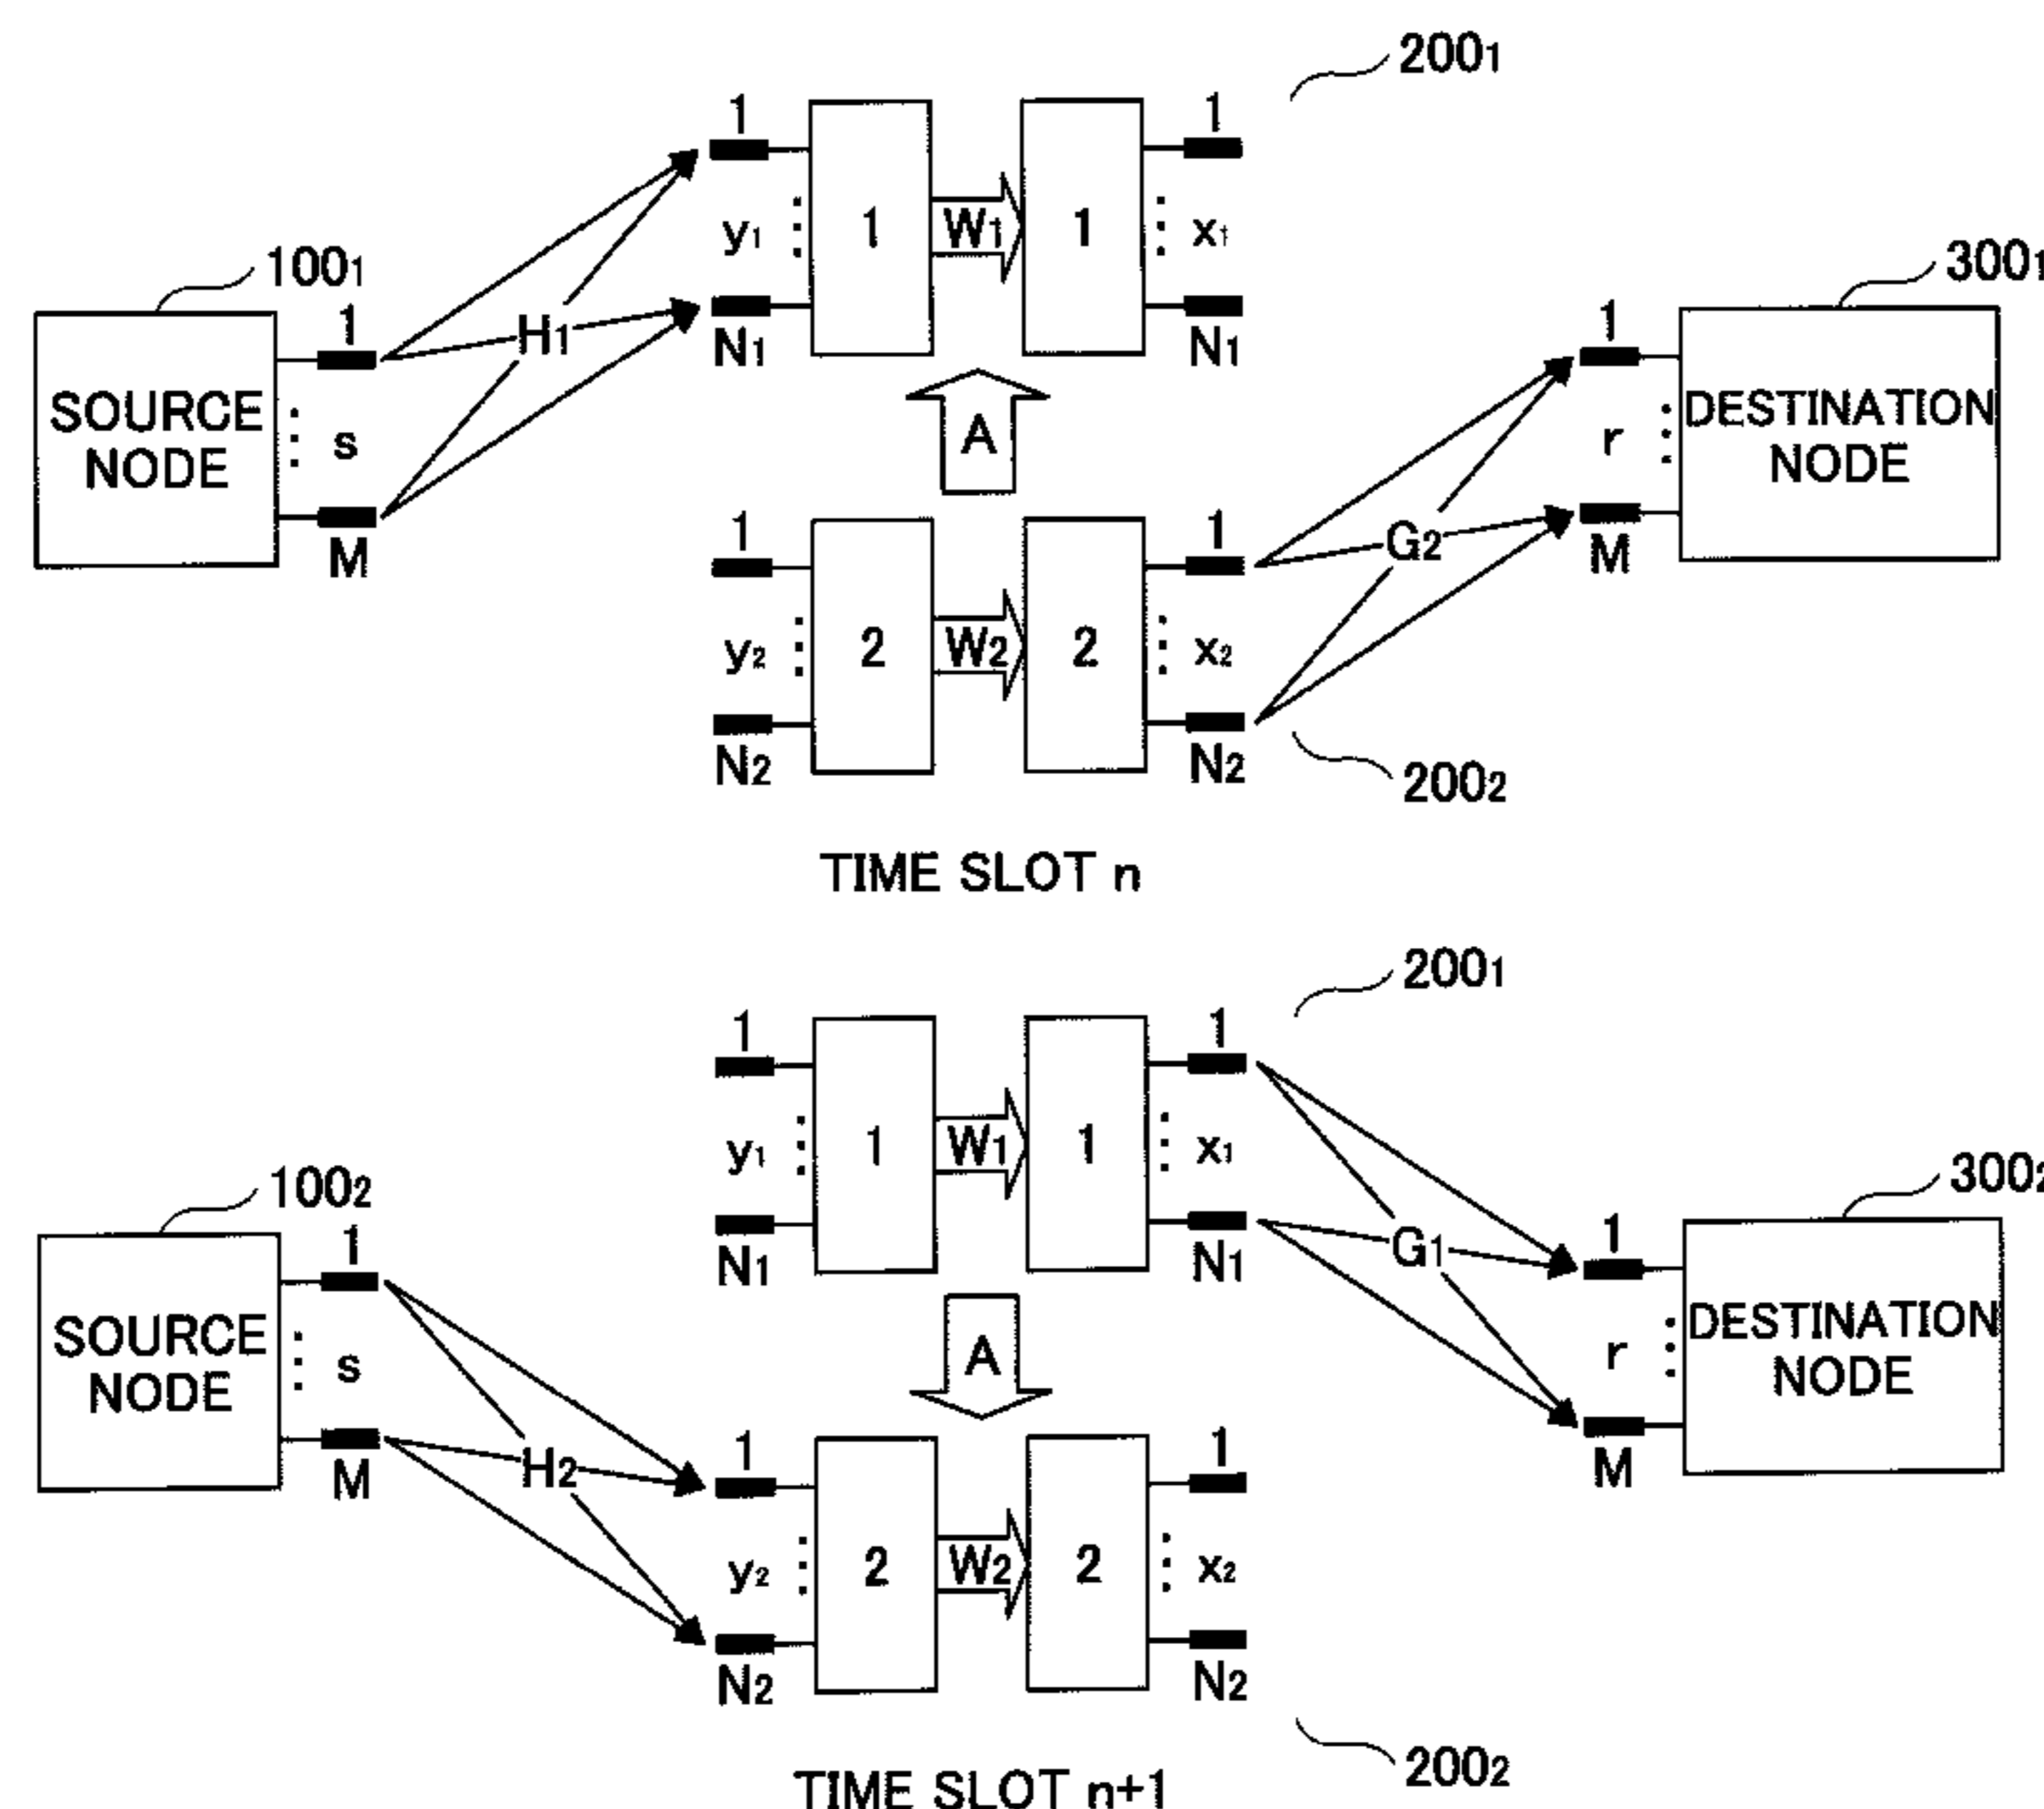 200₁
1
1
y₁
1
W₁
1
x₁
N₁
N₁
100₁
SOURCE
NODE
1
s
M
H₁
A
300₁
1
r
M
DESTINATION
NODE
G₂
1
1
y₂
2
W₂
2
x₂
N₂
N₂
200₂
TIME SLOT n
200₁
1
1
y₁
1
W₁
1
x₁
N₁
N₁
100₂
SOURCE
NODE
1
s
M
H₂
A
G₁
300₂
1
r
M
DESTINATION
NODE
1
1
y₂
2
W₂
2
x₂
N₂
N₂
200₂
TIME SLOT n+1